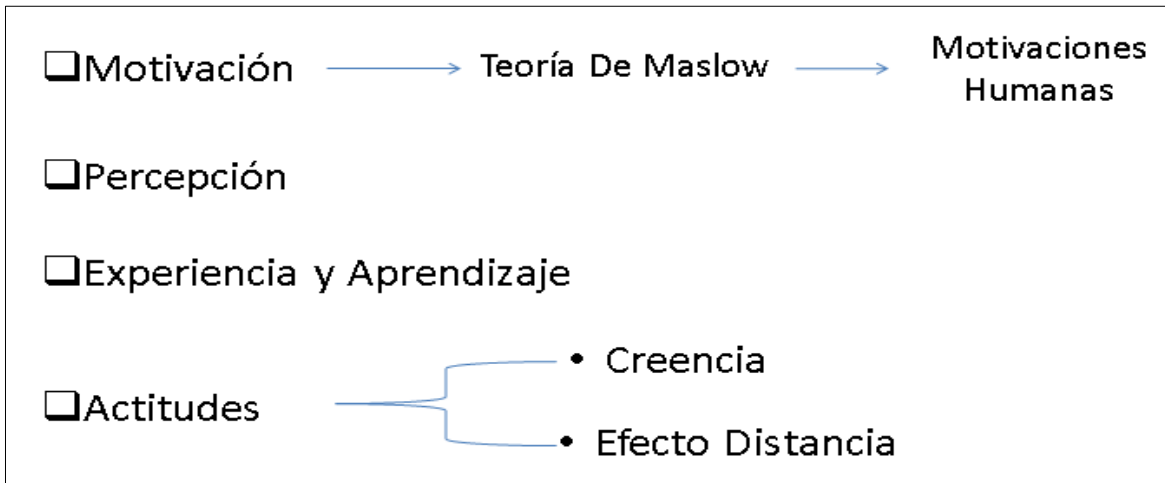 ❑Motivación → Teoría De Maslow → Motivaciones Humanas
❑Percepción
❑Experiencia y Aprendizaje
❑Actitudes
• Creencia
• Efecto Distancia